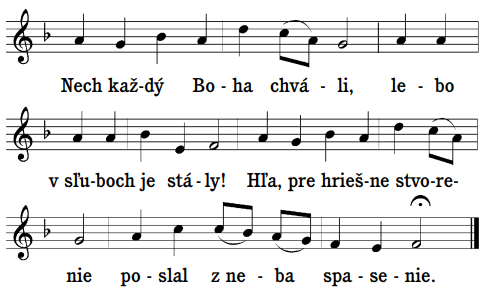 Nech kaž-dý Bo-ha chvá-li, le-bo
v sľu-boch je stá-ly! Hľa, pre hrieš-ne stvo-re-
nie po-slal z ne-ba spa-se-nie.